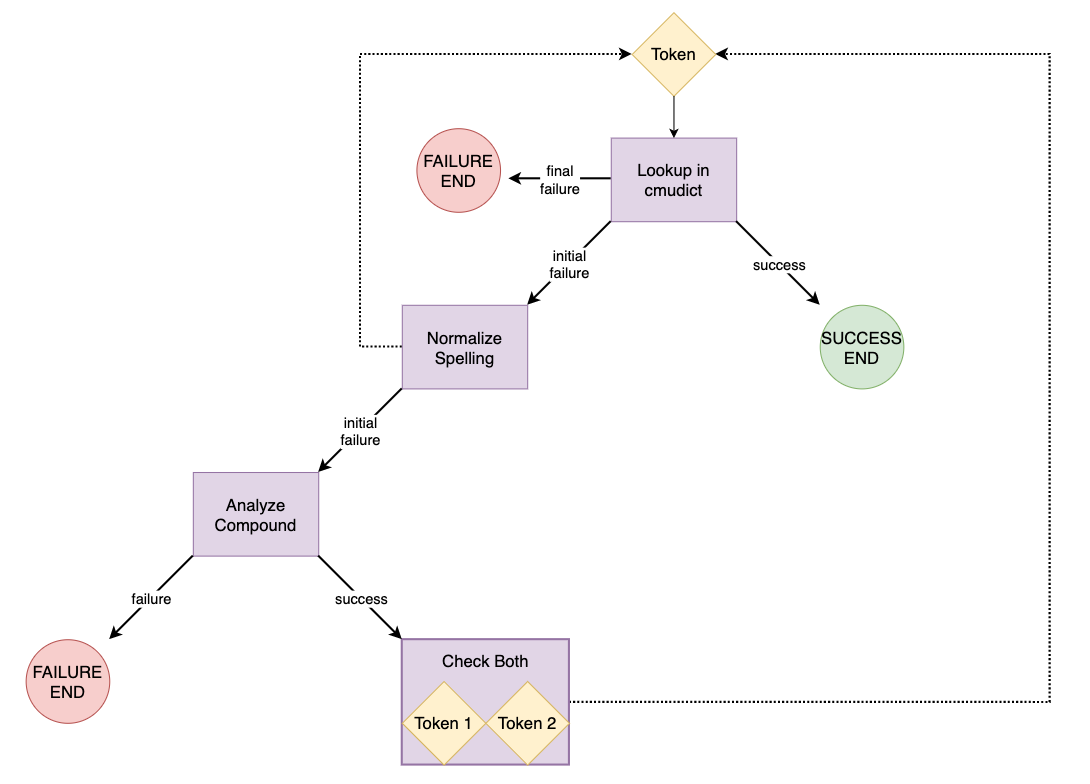 Token
FAILURE
END
final
failure
Lookup in
cmudict
initial
failure
success
Normalize
Spelling
SUCCESS
END
initial
failure
Analyze
Compound
failure
success
FAILURE
END
Check Both
Token 1
Token 2